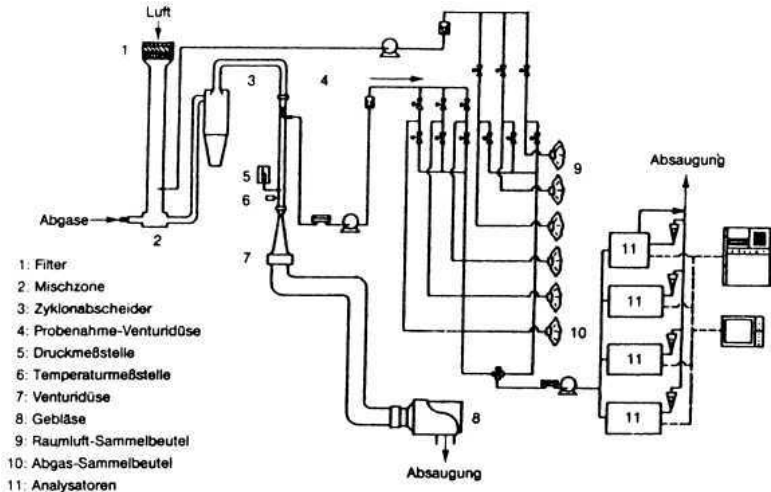 Luft
1
3
4
5
6
Abgase
2
7
8
Absaugung
9
10
Absaugung
11
11
11
11
1: Filter
2: Mischzone
3: Zyklonabscheider
4: Probenahme-Venturidüse
5: Druckmeßstelle
6: Temperaturmeßstelle
7: Venturidüse
8: Gebläse
9: Raumluft-Sammelbeutel
10: Abgas-Sammelbeutel
11: Analysatoren